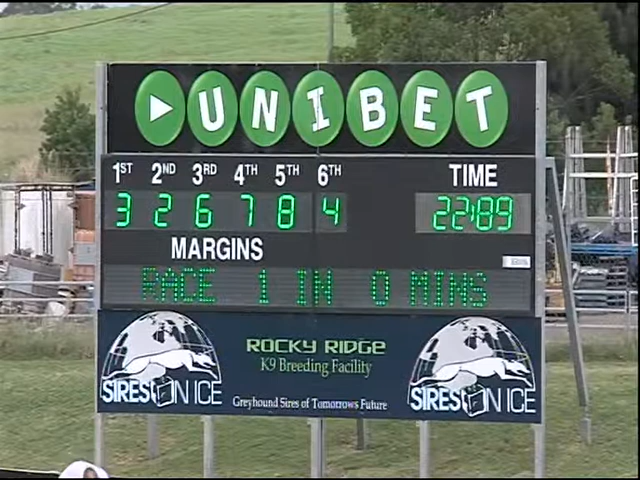 UNIBET
1ST 2ND 3RD 4TH 5TH 6TH TIME
3 2 6 7 8 4 22:89
MARGINS
RACE 1 IN 0 MINS
ROCKY RIDGE
K9 Breeding Facility
SIRES ON ICE
Greyhound Sires of Tomorrows Future
SIRES ON ICE